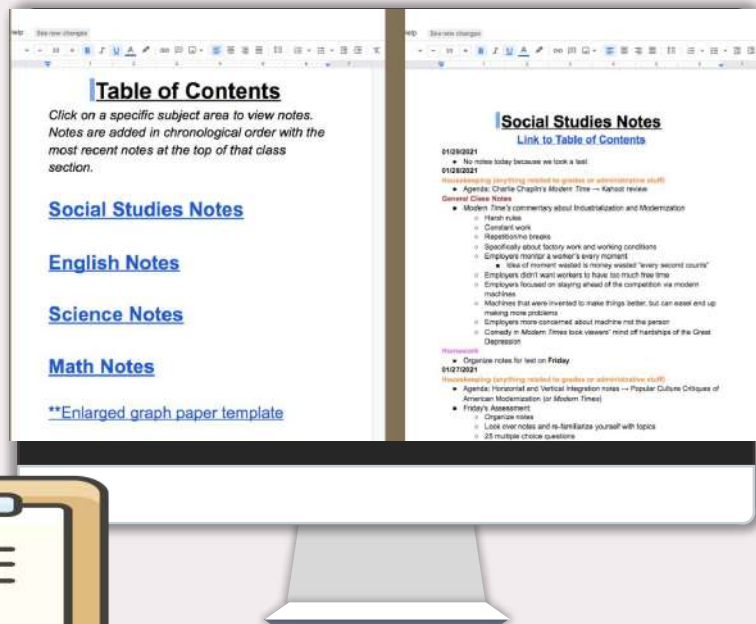 See new changes
Table of Contents
Click on a specific subject area to view notes.
Notes are added in chronological order with the
most recent notes at the top of that class
section.
Social Studies Notes
English Notes
Science Notes
Math Notes
**Enlarged graph paper template
See new changes
Social Studies Notes
Link to Table of Contents
01/29/2021
No notes today because we took a test
01/28/2021
Housekeeping (anything related to grades or administrative stuff)
Agenda: Charlie Chaplin's Modern Time → Kahoot review
General Class Notes
Modern Time's commentary about Industrialization and Modernization
Harsh rules
Constant work
Repetition/no breaks
Specifically about factory work and working conditions
Employers monitor a worker's every moment
Idea of moment wasted is money wasted "every second counts"
Employers didn't want workers to have too much free time
Employers focused on staying ahead of the competition via modern
machines
Machines that were invented to make things better, but can easel end up
making more problems
Employers more concerned about machine not the person
Comedy in Modern Times took viewers' mind off hardships of the Great
Depression
Homework
Organize notes for test on Friday
01/27/2021
Housekeeping (anything related to grades or administrative stuff)
Agenda: Horizontal and Vertical Integration notes → Popular Culture Critiques of
American Modernization (or Modern Times)
Friday's Assessment:
Organize notes
Look over notes and re-familiarize yourself with topics
25 multiple choice questions